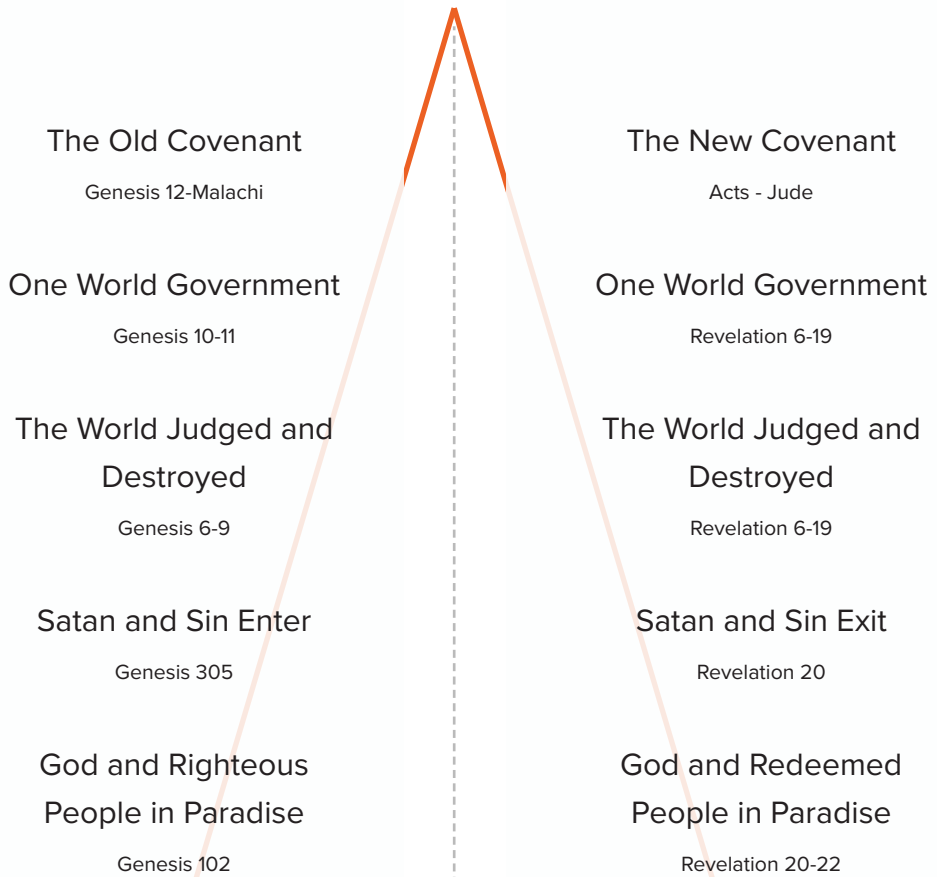 The Old Covenant
Genesis 12-Malachi
One World Government
Genesis 10-11
The World Judged and
Destroyed
Genesis 6-9
Satan and Sin Enter
Genesis 305
God and Righteous
People in Paradise
Genesis 102
The New Covenant
Acts - Jude
One World Government
Revelation 6-19
The World Judged and
Destroyed
Revelation 6-19
Satan and Sin Exit
Revelation 20
God and Redeemed
People in Paradise
Revelation 20-22